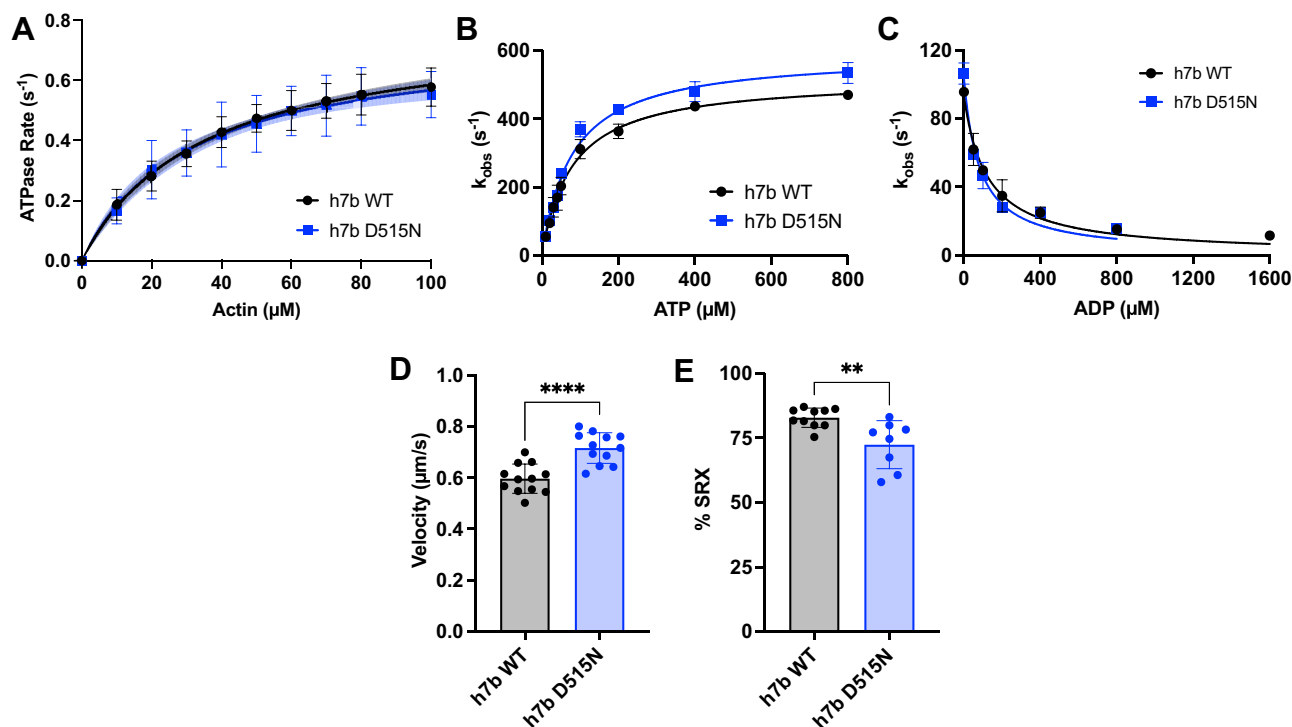 A
ATPase Rate (s⁻¹)
0.8
0.6
0.4
0.2
0.0
0 20 40 60 80 100
Actin (µM)
h7b WT
h7b D515N
B
kobs (s⁻¹)
600
400
200
0
0 200 400 600 800
ATP (µM)
h7b WT
h7b D515N
C
kobs (s⁻¹)
120
80
40
0
0 400 800 1200 1600
ADP (µM)
h7b WT
h7b D515N
D
Velocity (µm/s)
1.0
0.8
0.6
0.4
0.2
0.0
****
h7b WT
h7b D515N
E
% SRX
100
75
50
25
0
**
h7b WT
h7b D515N